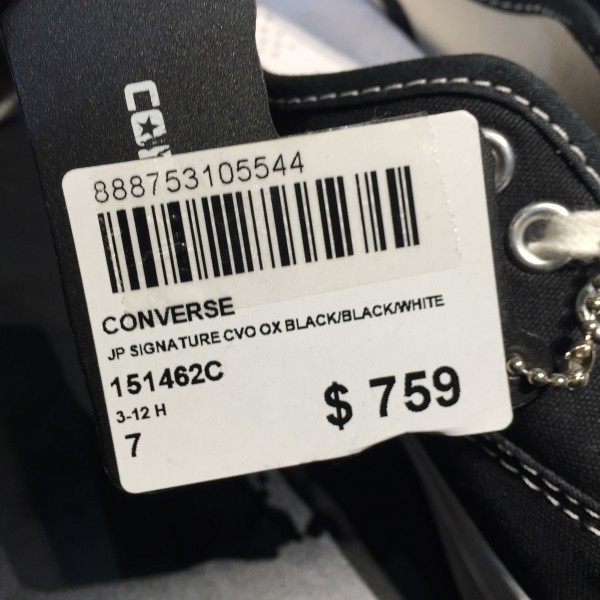 888753105544
CONVERSE
JP SIGNATURE CVO OX BLACK/BLACK/WHITE
151462C
3-12 H
7
$ 759